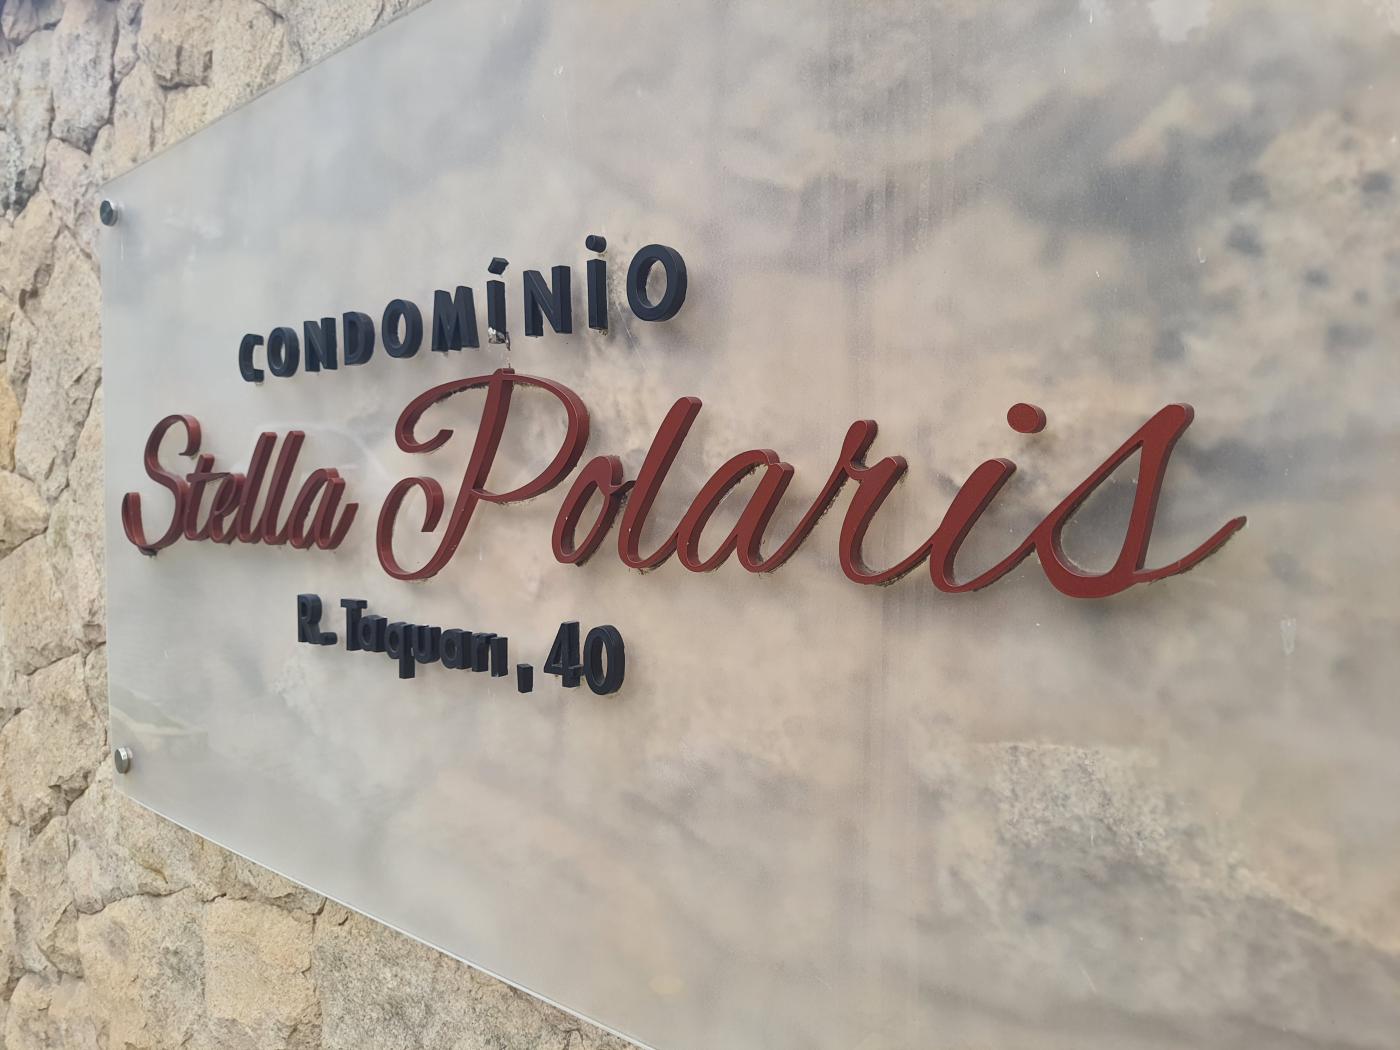 CONDOMÍNiO
Stella Polaris
R. Taquari, 40